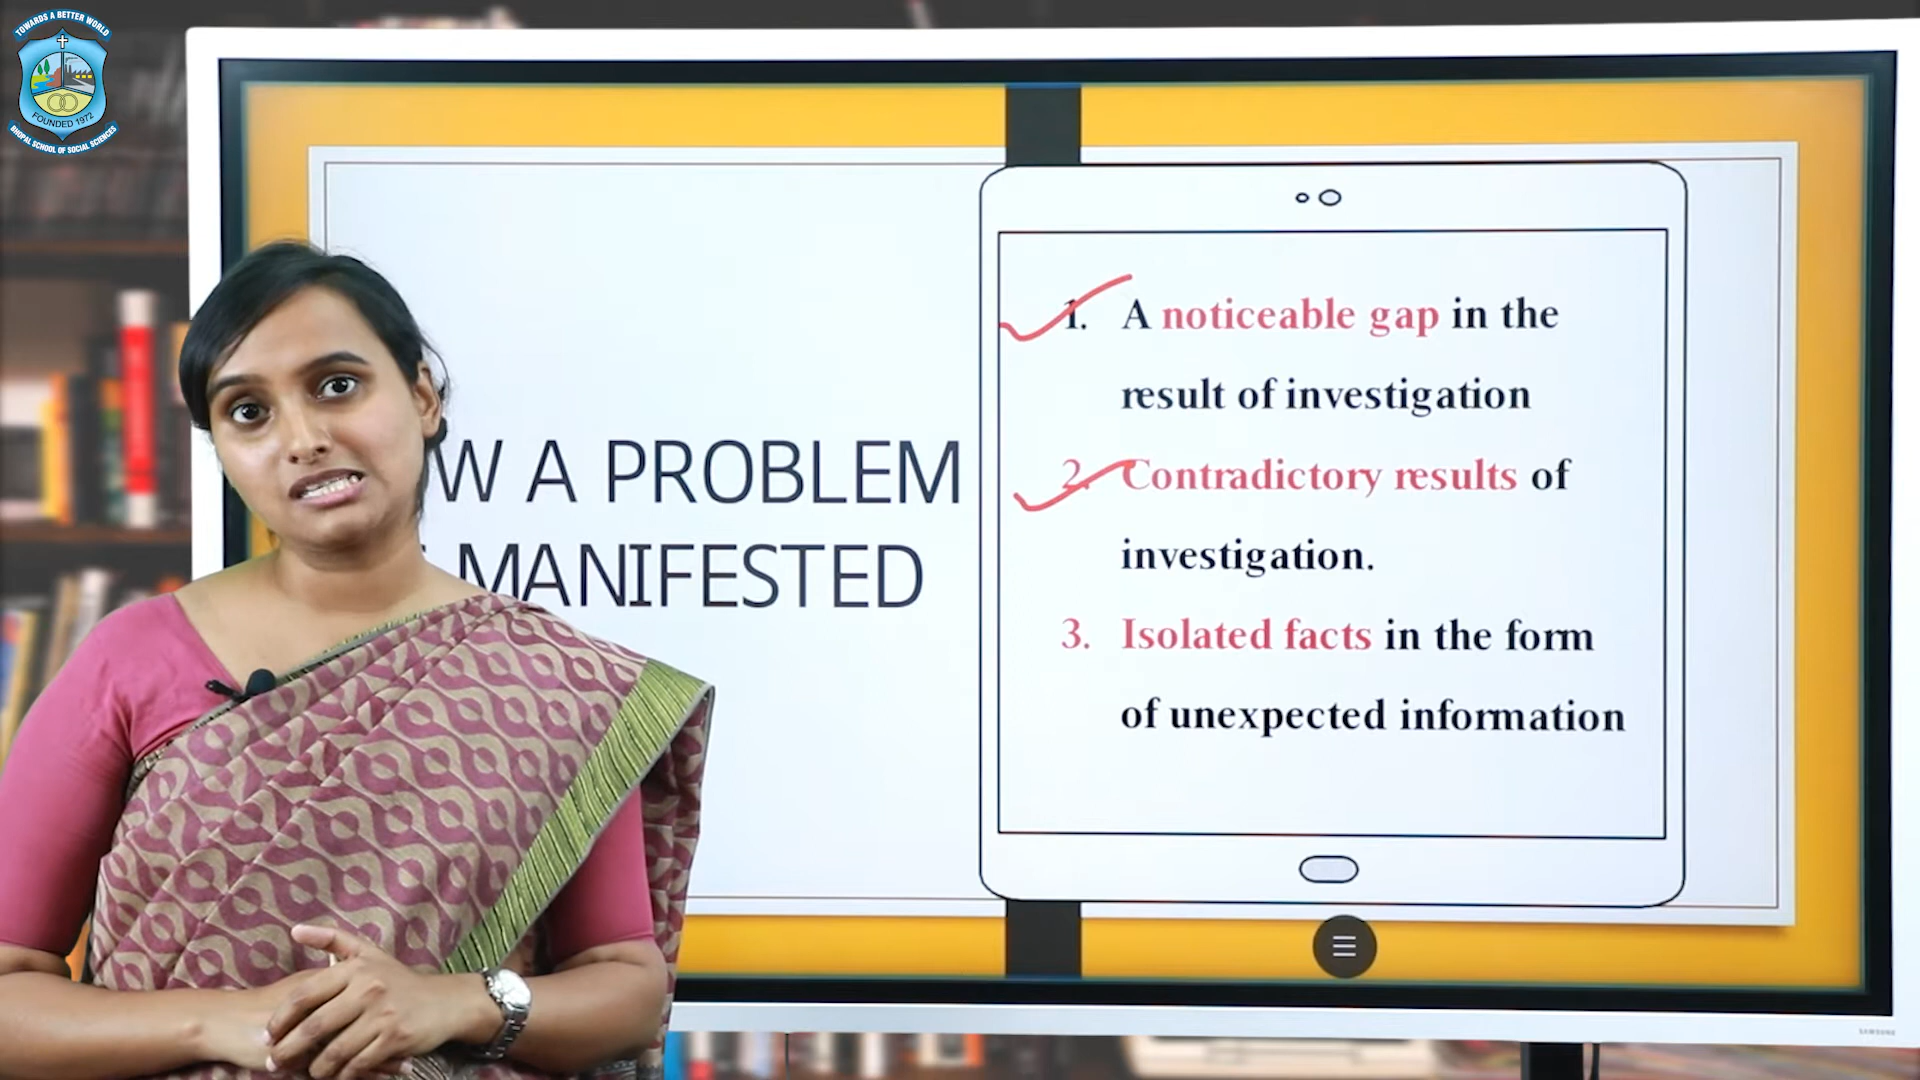 TOWARDS A BETTER WORLD
FOUNDED 1972
BHOPAL SCHOOL OF SOCIAL SCIENCES
W A PROBLEM
MANIFESTED
1. A noticeable gap in the
result of investigation
2. Contradictory results of
investigation.
3. Isolated facts in the form
of unexpected information
SAMSUNG